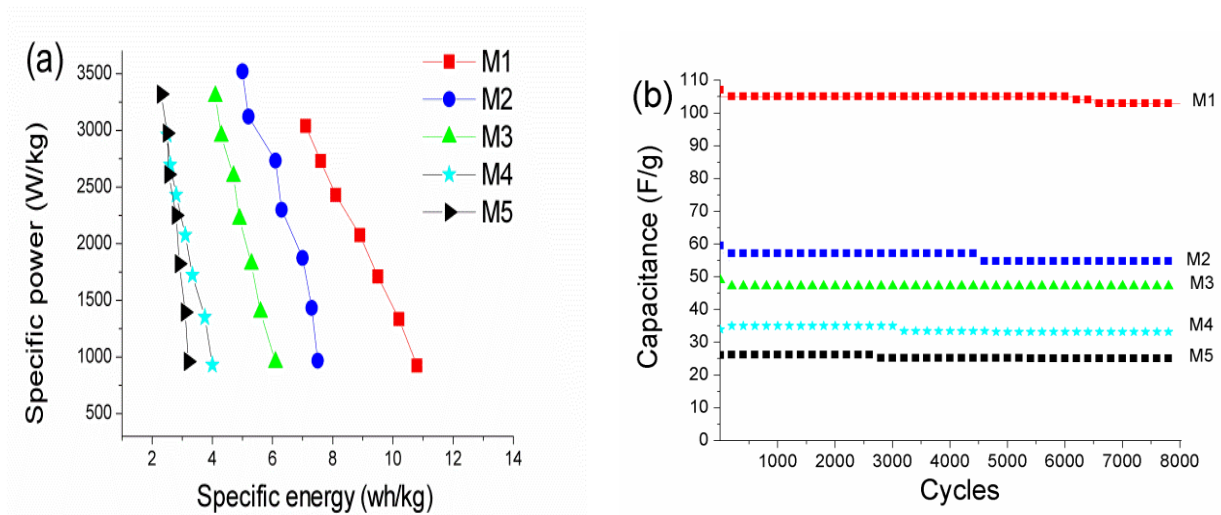 (a)
M1
M2
M3
M4
M5
3500
3000
2500
2000
1500
1000
500
Specific power (W/kg)
2 4 6 8 10 12 14
Specific energy (wh/kg)
(b)
110
100
90
80
70
60
50
40
30
20
10
0
Capacitance (F/g)
M1
M2
M3
M4
M5
1000 2000 3000 4000 5000 6000 7000 8000
Cycles